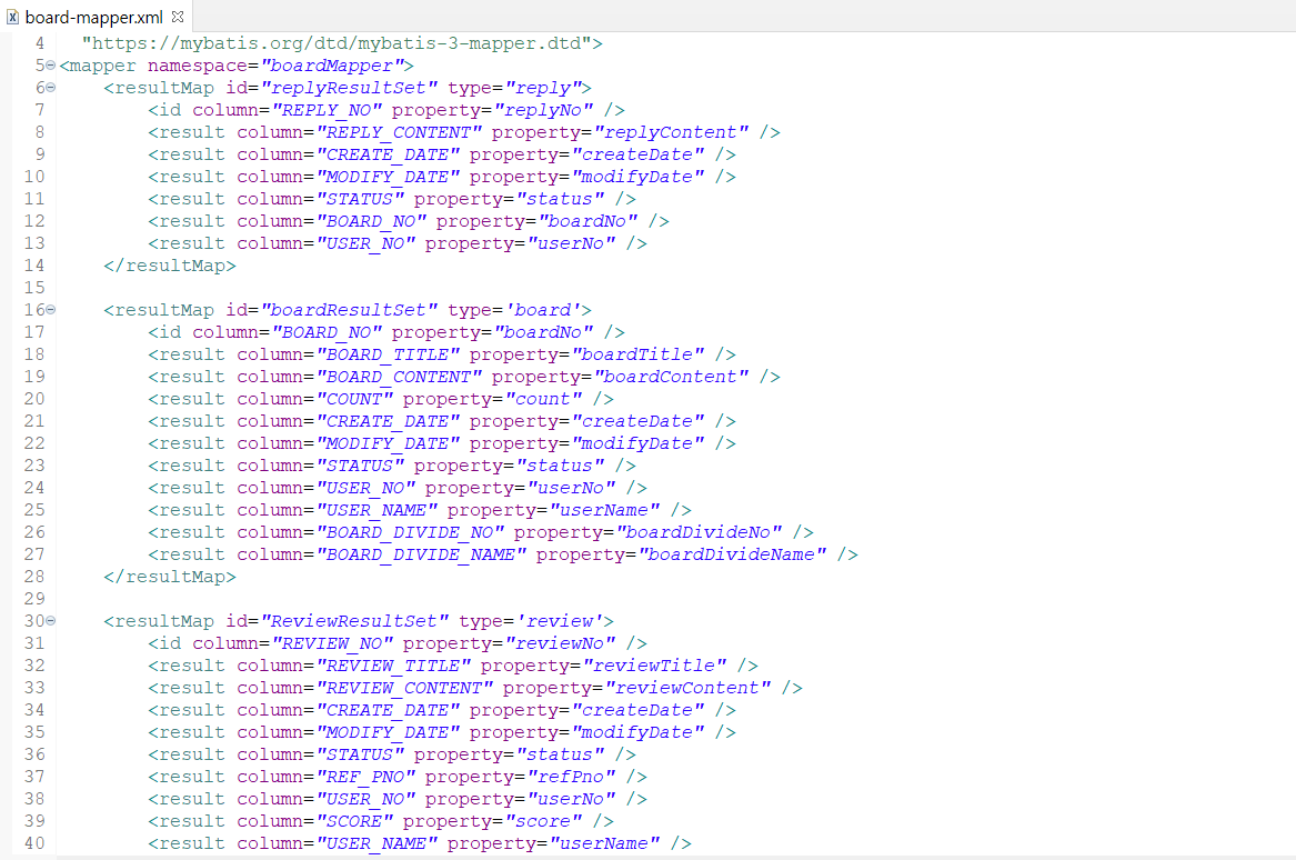 board-mapper.xml
4 "https://mybatis.org/dtd/mybatis-3-mapper.dtd">
5 <mapper namespace="boardMapper">
6 <resultMap id="replyResultSet" type="reply">
7 <id column="REPLY_NO" property="replyNo" />
8 <result column="REPLY_CONTENT" property="replyContent" />
9 <result column="CREATE_DATE" property="createDate" />
10 <result column="MODIFY_DATE" property="modifyDate" />
11 <result column="STATUS" property="status" />
12 <result column="BOARD_NO" property="boardNo" />
13 <result column="USER_NO" property="userNo" />
14 </resultMap>
15
16 <resultMap id="boardResultSet" type='board'>
17 <id column="BOARD_NO" property="boardNo" />
18 <result column="BOARD_TITLE" property="boardTitle" />
19 <result column="BOARD_CONTENT" property="boardContent" />
20 <result column="COUNT" property="count" />
21 <result column="CREATE_DATE" property="createDate" />
22 <result column="MODIFY_DATE" property="modifyDate" />
23 <result column="STATUS" property="status" />
24 <result column="USER_NO" property="userNo" />
25 <result column="USER_NAME" property="userName" />
26 <result column="BOARD_DIVIDE_NO" property="boardDivideNo" />
27 <result column="BOARD_DIVIDE_NAME" property="boardDivideName" />
28 </resultMap>
29
30 <resultMap id="ReviewResultSet" type='review'>
31 <id column="REVIEW_NO" property="reviewNo" />
32 <result column="REVIEW_TITLE" property="reviewTitle" />
33 <result column="REVIEW_CONTENT" property="reviewContent" />
34 <result column="CREATE_DATE" property="createDate" />
35 <result column="MODIFY_DATE" property="modifyDate" />
36 <result column="STATUS" property="status" />
37 <result column="REF_PNO" property="refPno" />
38 <result column="USER_NO" property="userNo" />
39 <result column="SCORE" property="score" />
40 <result column="USER_NAME" property="userName" />